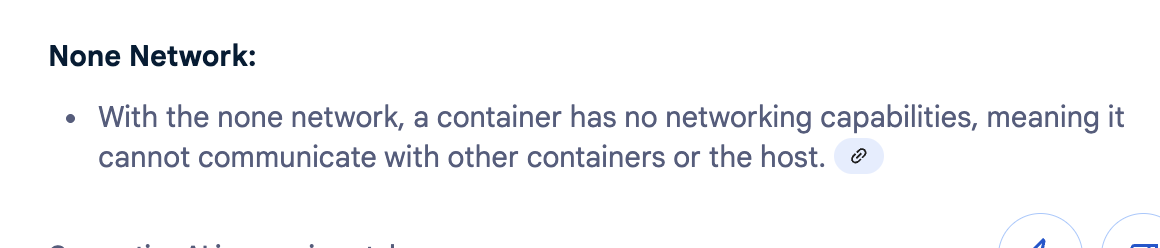 None Network:
• With the none network, a container has no networking capabilities, meaning it
cannot communicate with other containers or the host.